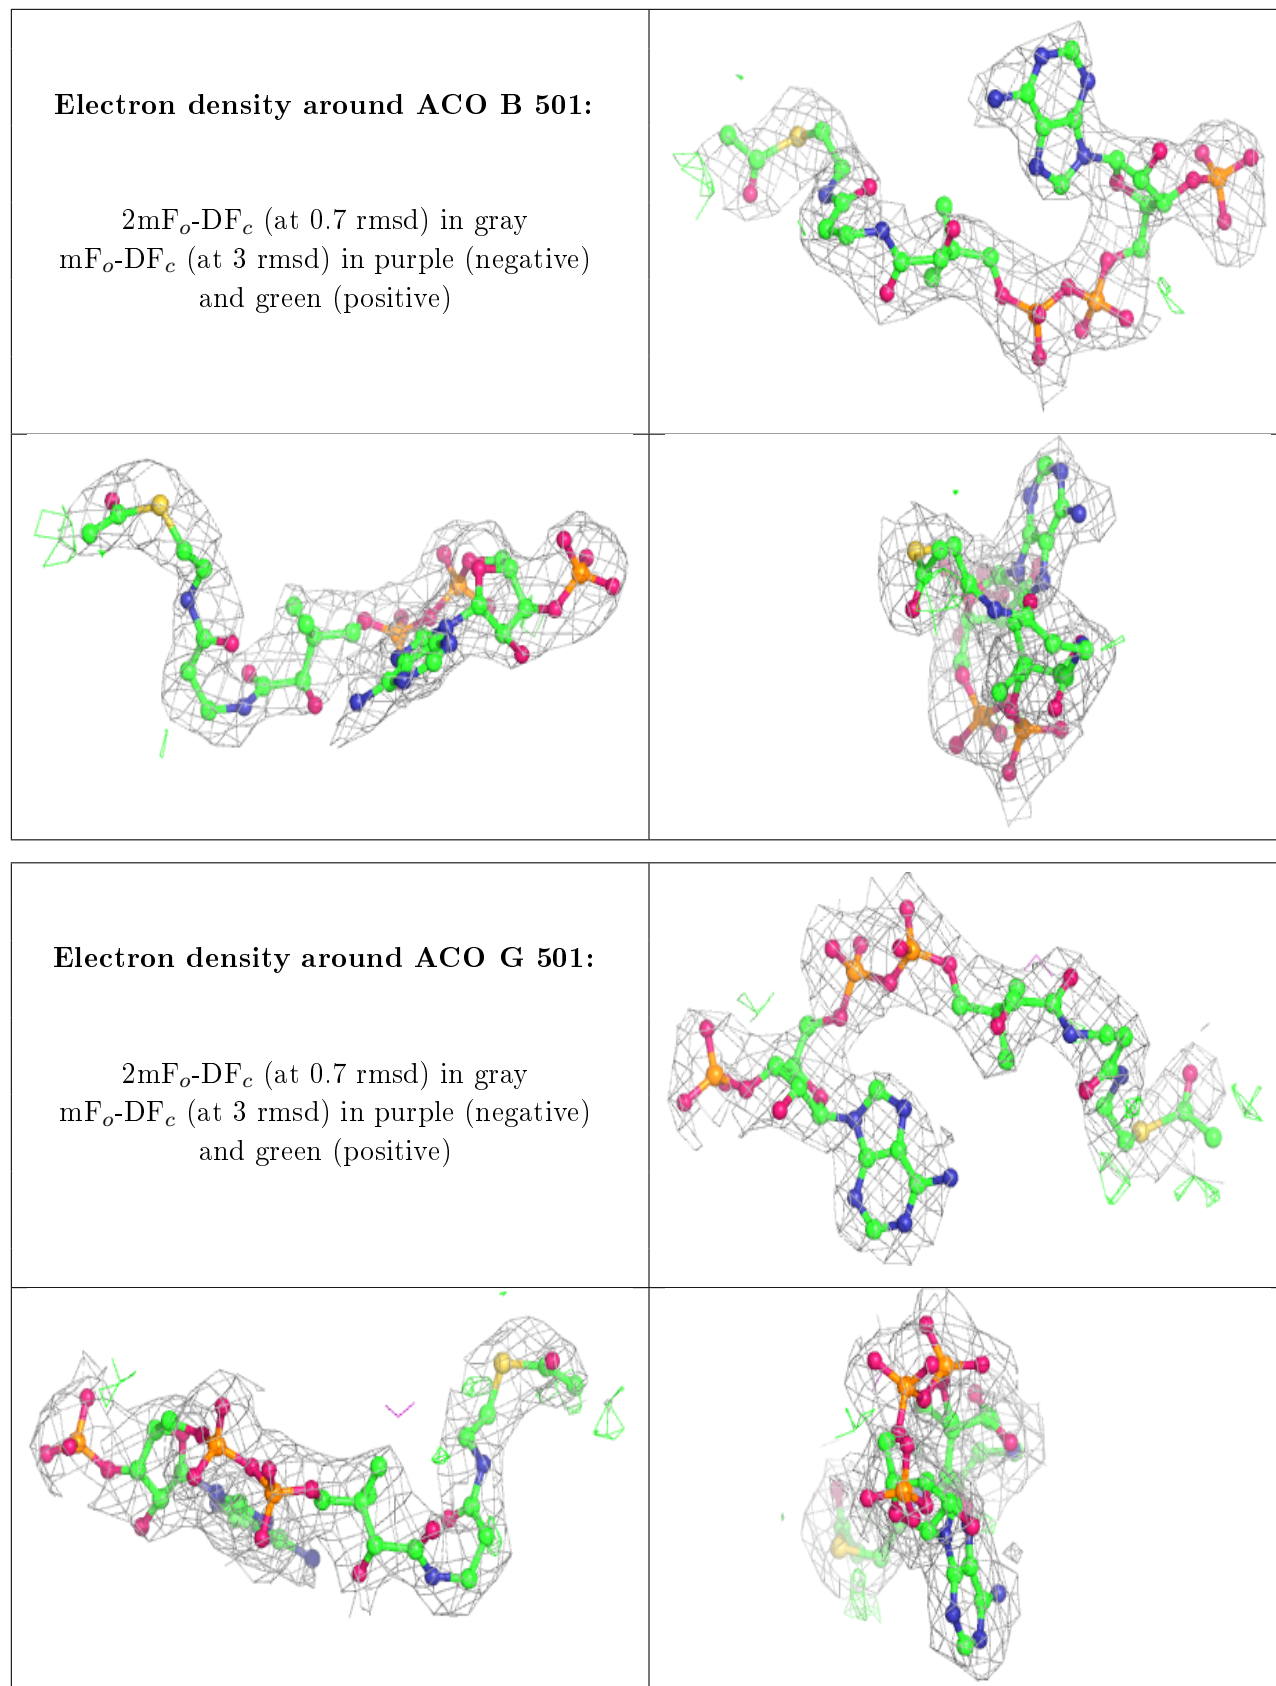 Electron density around ACO B 501:
2mFₒ-DF𝒸 (at 0.7 rmsd) in gray
mFₒ-DF𝒸 (at 3 rmsd) in purple (negative)
and green (positive)
Electron density around ACO G 501:
2mFₒ-DF𝒸 (at 0.7 rmsd) in gray
mFₒ-DF𝒸 (at 3 rmsd) in purple (negative)
and green (positive)